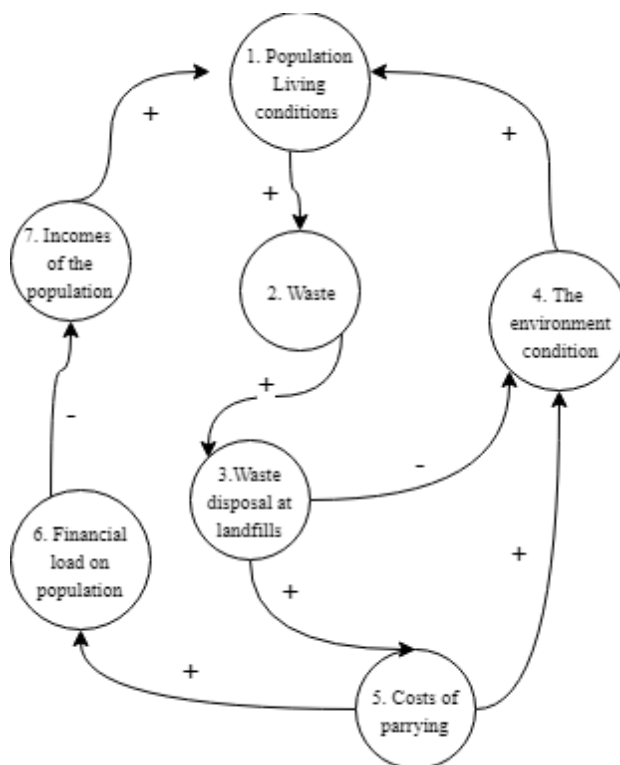 1. Population
Living
conditions
+
+
+
7. Incomes
of the
population
2. Waste
4. The
environment
condition
+
-
3.Waste
disposal at
landfills
-
6. Financial
load on
population
+
+
+
5. Costs of
parrying